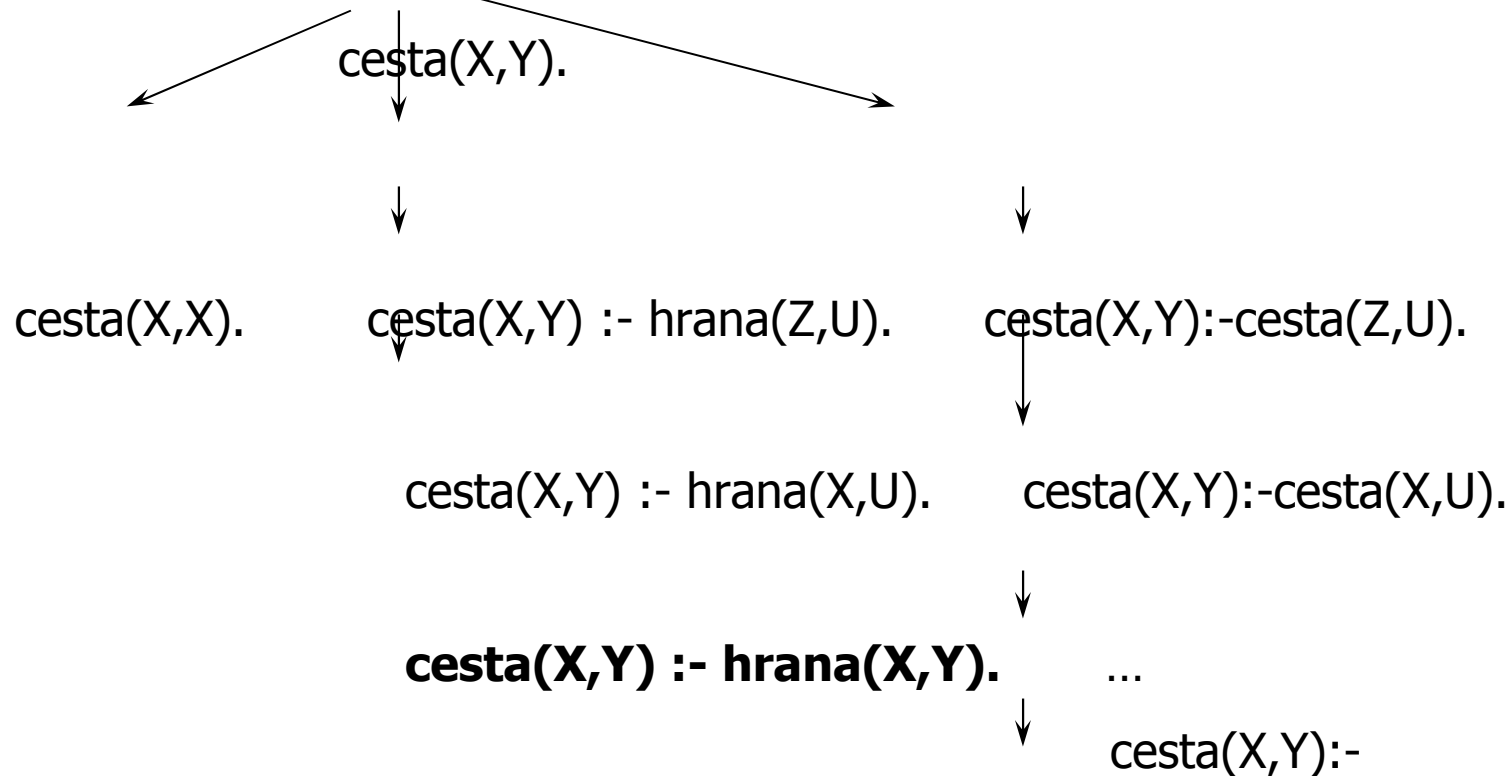 cesta(X,Y).
cesta(X,X). cesta(X,Y) :- hrana(Z,U). cesta(X,Y):-cesta(Z,U).
cesta(X,Y) :- hrana(X,U). cesta(X,Y):-cesta(X,U).
cesta(X,Y) :- hrana(X,Y). ...
cesta(X,Y):-